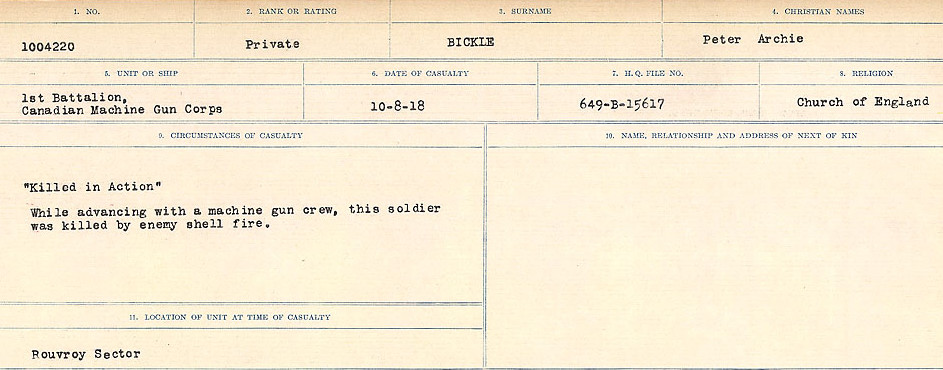 1. NO.
2. RANK OR RATING
3. SURNAME
4. CHRISTIAN NAMES
1004220
Private
BICKLE
Peter Archie
5. UNIT OR SHIP
6. DATE OF CASUALTY
7. H.Q. FILE NO.
8. RELIGION
1st Battalion,
Canadian Machine Gun Corps
10-8-18
649-B-15617
Church of England
9. CIRCUMSTANCES OF CASUALTY
10. NAME, RELATIONSHIP AND ADDRESS OF NEXT OF KIN
"Killed in Action"
While advancing with a machine gun crew, this soldier
was killed by enemy shell fire.
11. LOCATION OF UNIT AT TIME OF CASUALTY
Rouvroy Sector